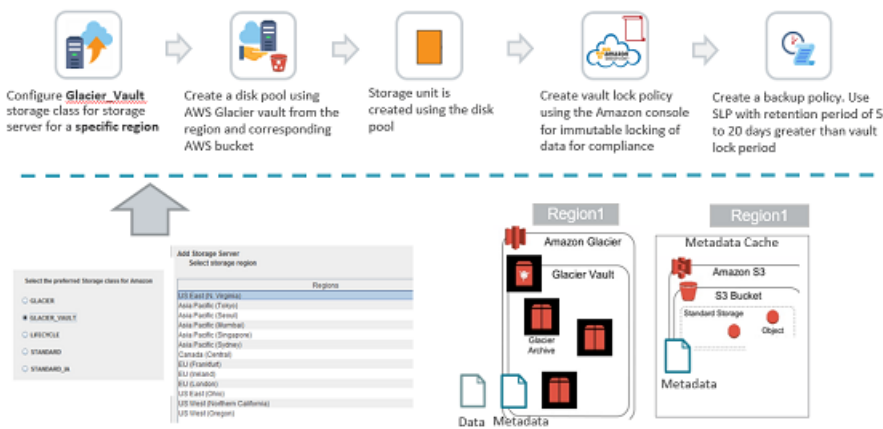 Configure Glacier_Vault
storage class for storage
server for a specific region
Create a disk pool using
AWS Glacier vault from the
region and corresponding
AWS bucket
Storage unit is
created using the disk
pool
amazon
Create vault lock policy
using the Amazon console
for immutable locking of
data for compliance
Create a backup policy. Use
SLP with retention period of 5
to 20 days greater than vault
lock period
Select the preferred Storage class for Amazon
GLACIER
GLACIER_VAULT
LIFECYCLE
STANDARD
STANDARD_IA
Add Storage Server
Select storage region
Regions
US East (N. Virginia)
Asia Pacific (Tokyo)
Asia Pacific (Seoul)
Asia Pacific (Mumbai)
Asia Pacific (Singapore)
Asia Pacific (Sydney)
Canada (Central)
EU (Frankfurt)
EU (Ireland)
EU (London)
US East (Ohio)
US West (Northern California)
US West (Oregon)
Region1
Amazon Glacier
Glacier Vault
Glacier
Archive
Data
Metadata
Region1
Metadata Cache
Amazon S3
S3 Bucket
Standard Storage
Object
Metadata